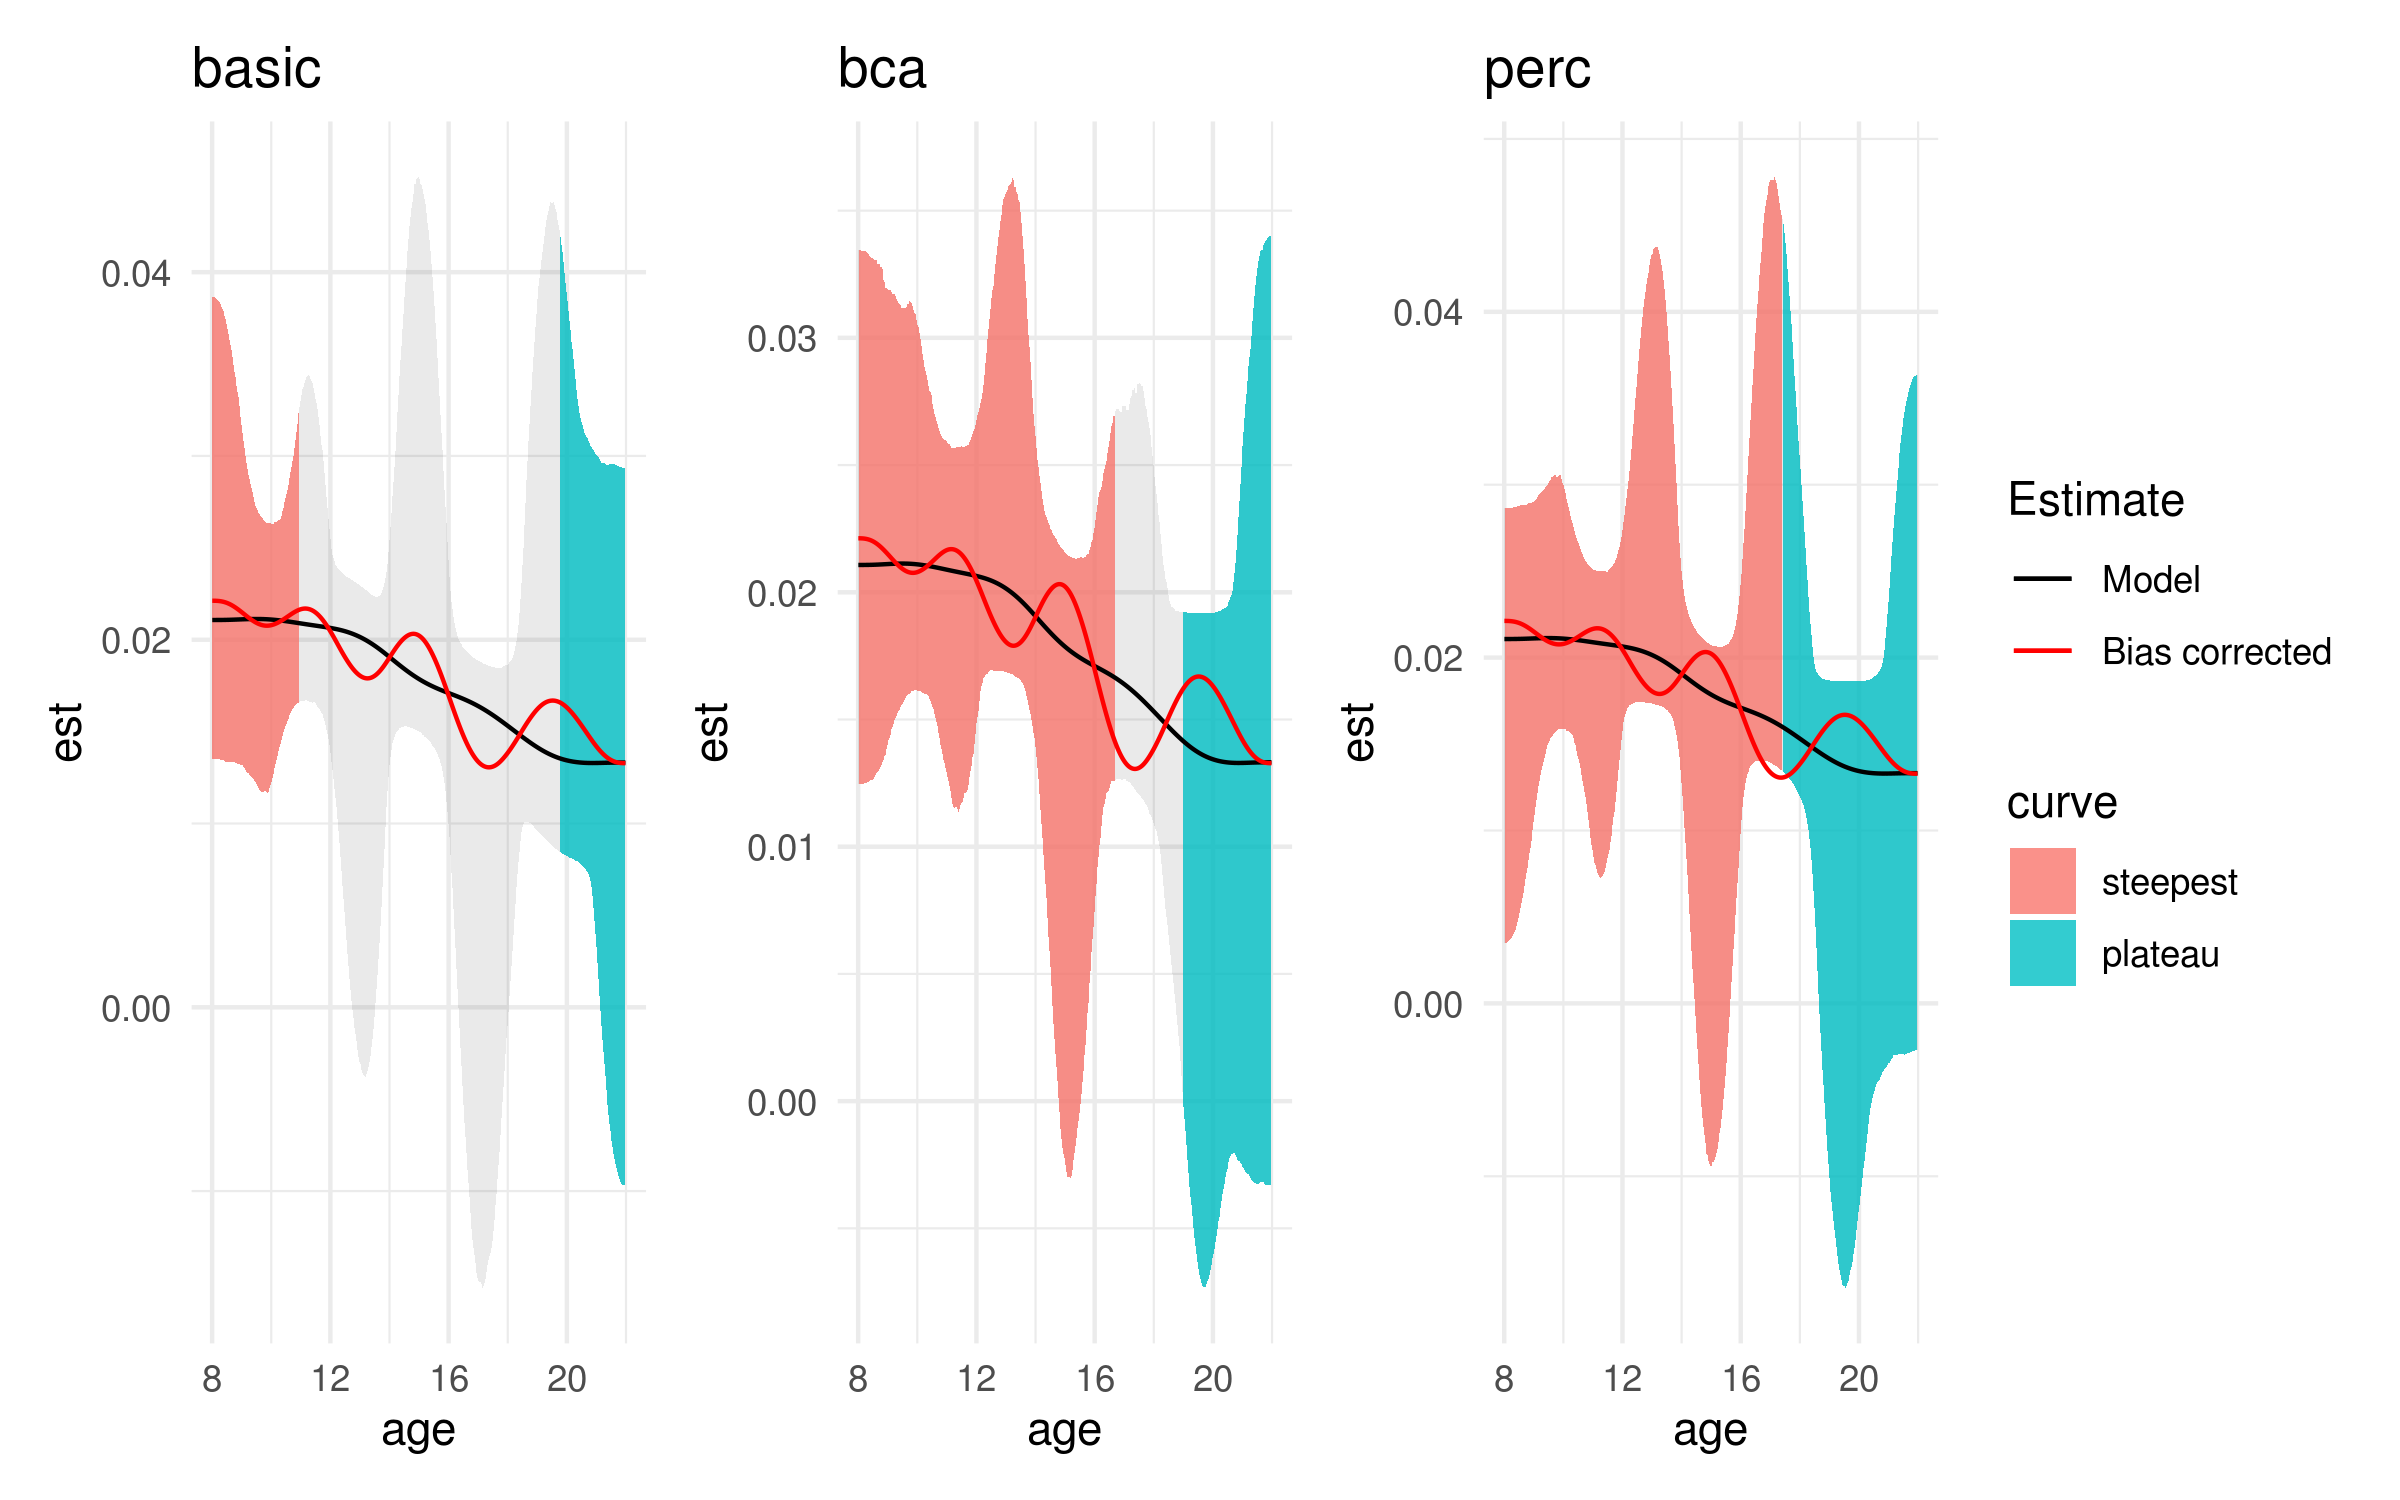 basic
0.04
0.02
0.00
est
8 12 16 20
age
bca
0.03
0.02
0.01
0.00
est
8 12 16 20
age
perc
0.04
0.02
0.00
est
8 12 16 20
age
Estimate
Model
Bias corrected
curve
steepest
plateau